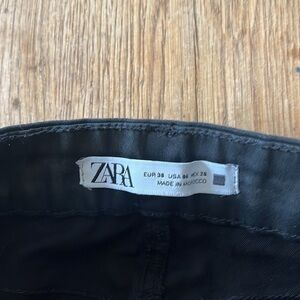 ZARA
EUR 38 USA 06 MEX 28
MADE IN MOROCCO